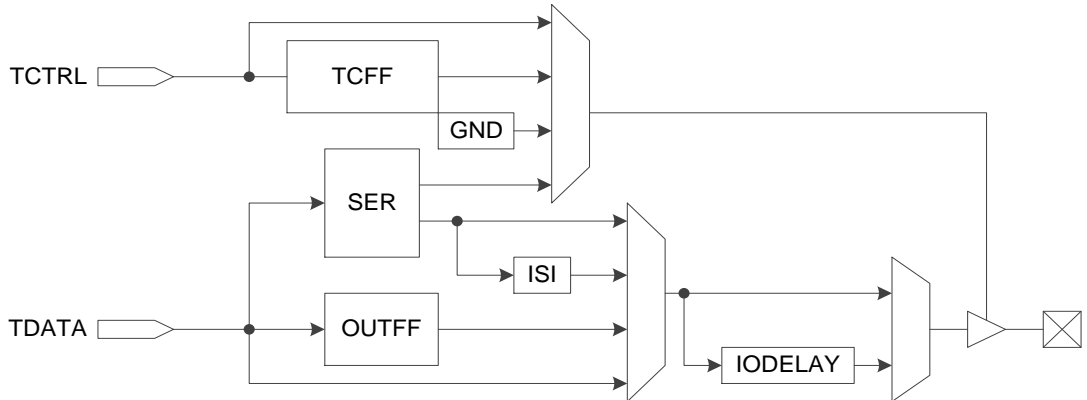 TCTRL
TCFF
GND
SER
ISI
TDATA
OUTFF
IODELAY